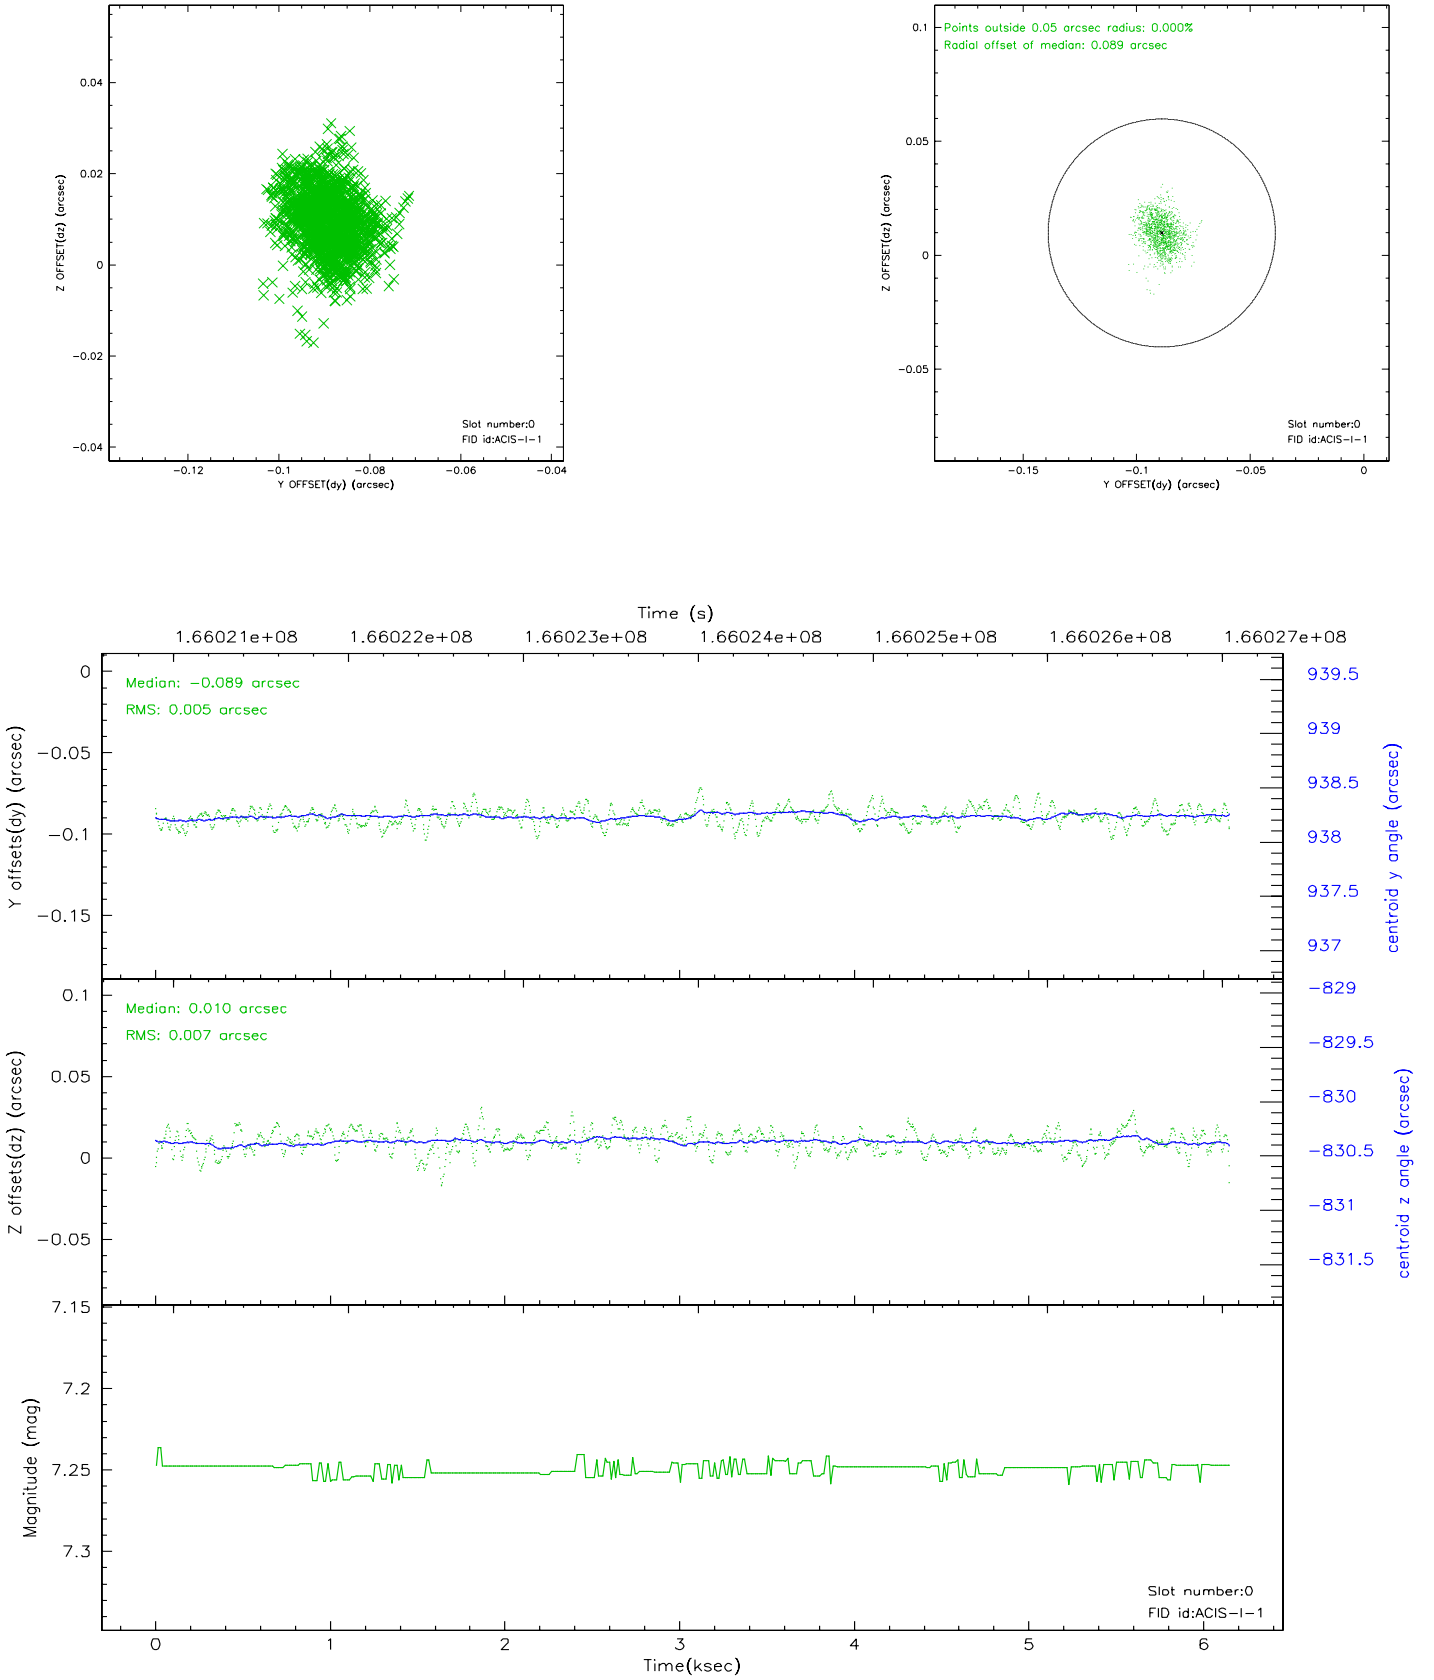 0.04
0.02
0
−0.02
−0.04
Z OFFSET(dz) (arcsec)
Slot number:0
FID id:ACIS−I−1
−0.12 −0.1 −0.08 −0.06 −0.04
Y OFFSET(dy) (arcsec)
Points outside 0.05 arcsec radius: 0.000%
Radial offset of median: 0.089 arcsec
0.1
0.05
0
−0.05
Z OFFSET(dz) (arcsec)
Slot number:0
FID id:ACIS−I−1
−0.15 −0.1 −0.05 0
Y OFFSET(dy) (arcsec)
Time (s)
1.66021e+08 1.66022e+08 1.66023e+08 1.66024e+08 1.66025e+08 1.66026e+08 1.66027e+08
Median: −0.089 arcsec
RMS: 0.005 arcsec
0
−0.05
−0.1
−0.15
Y offsets(dy) (arcsec)
939.5
939
938.5
938
937.5
937
centroid y angle (arcsec)
Median: 0.010 arcsec
RMS: 0.007 arcsec
0.1
0.05
0
−0.05
Z offsets(dz) (arcsec)
−829
−829.5
−830
−830.5
−831
−831.5
centroid z angle (arcsec)
7.15
7.2
7.25
7.3
Magnitude (mag)
Slot number:0
FID id:ACIS−I−1
0 1 2 3 4 5 6
Time(ksec)